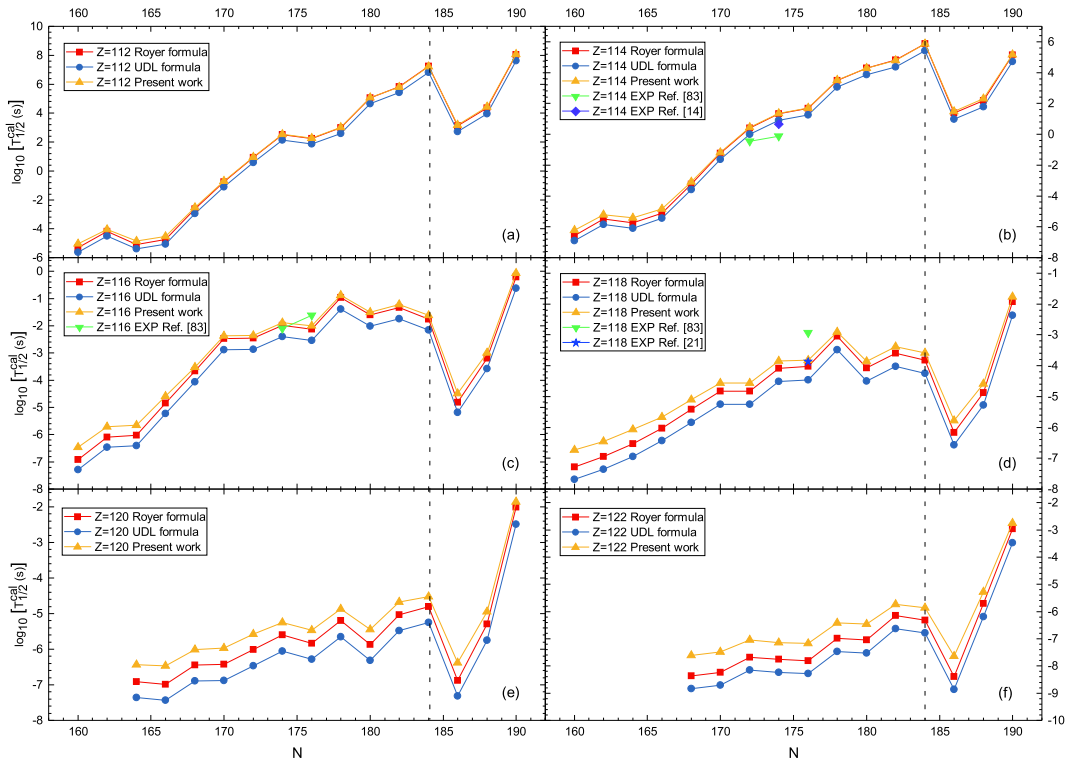 160 165 170 175 180 185 190
160 165 170 175 180 185 190
10
8
6
4
2
0
-2
-4
-6
log10 [T1/2cal (s)]
Z=112 Royer formula
Z=112 UDL formula
Z=112 Present work
(a)
Z=114 Royer formula
Z=114 UDL formula
Z=114 Present work
Z=114 EXP Ref. [83]
Z=114 EXP Ref. [14]
(b)
6
4
2
0
-2
-4
-6
0
-1
-2
-3
-4
-5
-6
-7
-8
log10 [T1/2cal (s)]
Z=116 Royer formula
Z=116 UDL formula
Z=116 Present work
Z=116 EXP Ref. [83]
(c)
Z=118 Royer formula
Z=118 UDL formula
Z=118 Present work
Z=118 EXP Ref. [83]
Z=118 EXP Ref. [21]
(d)
-1
-2
-3
-4
-5
-6
-7
-8
-2
-3
-4
-5
-6
-7
-8
log10 [T1/2cal (s)]
Z=120 Royer formula
Z=120 UDL formula
Z=120 Present work
(e)
Z=122 Royer formula
Z=122 UDL formula
Z=122 Present work
(f)
-2
-3
-4
-5
-6
-7
-8
-9
-10
160 165 170 175 180 185 190
160 165 170 175 180 185 190
N
N